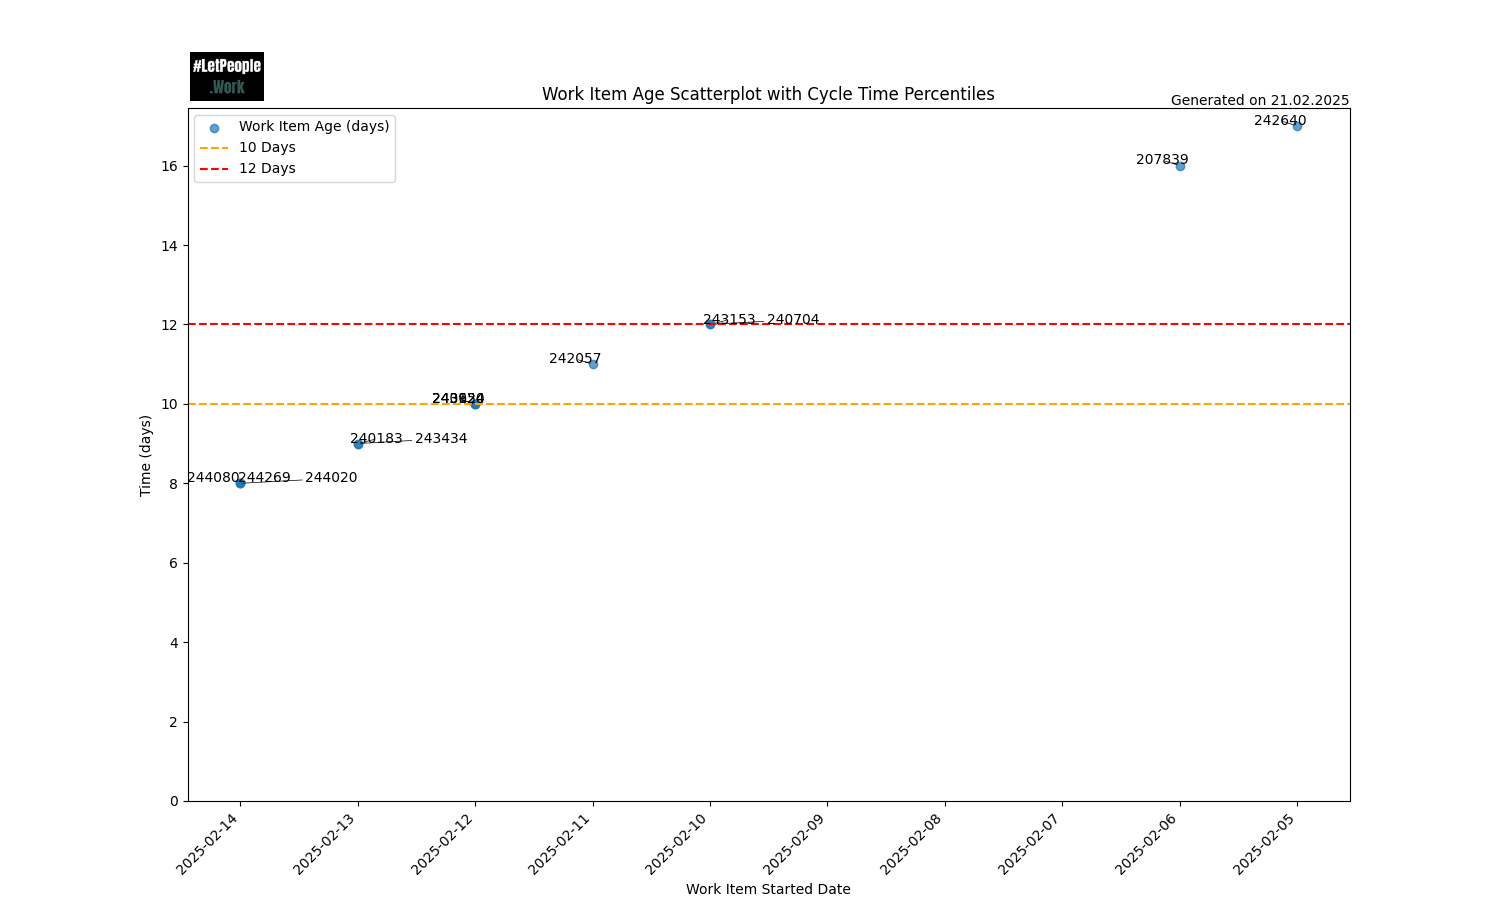 #LetPeople
.Work
Work Item Age Scatterplot with Cycle Time Percentiles
Generated on 21.02.2025
Work Item Age (days)
10 Days
12 Days
242640
207839
243153 240704
242057
240183 243434
244080 244269 244020
Time (days)
16
14
12
10
8
6
4
2
0
2025-02-14
2025-02-13
2025-02-12
2025-02-11
2025-02-10
2025-02-09
2025-02-08
2025-02-07
2025-02-06
2025-02-05
Work Item Started Date